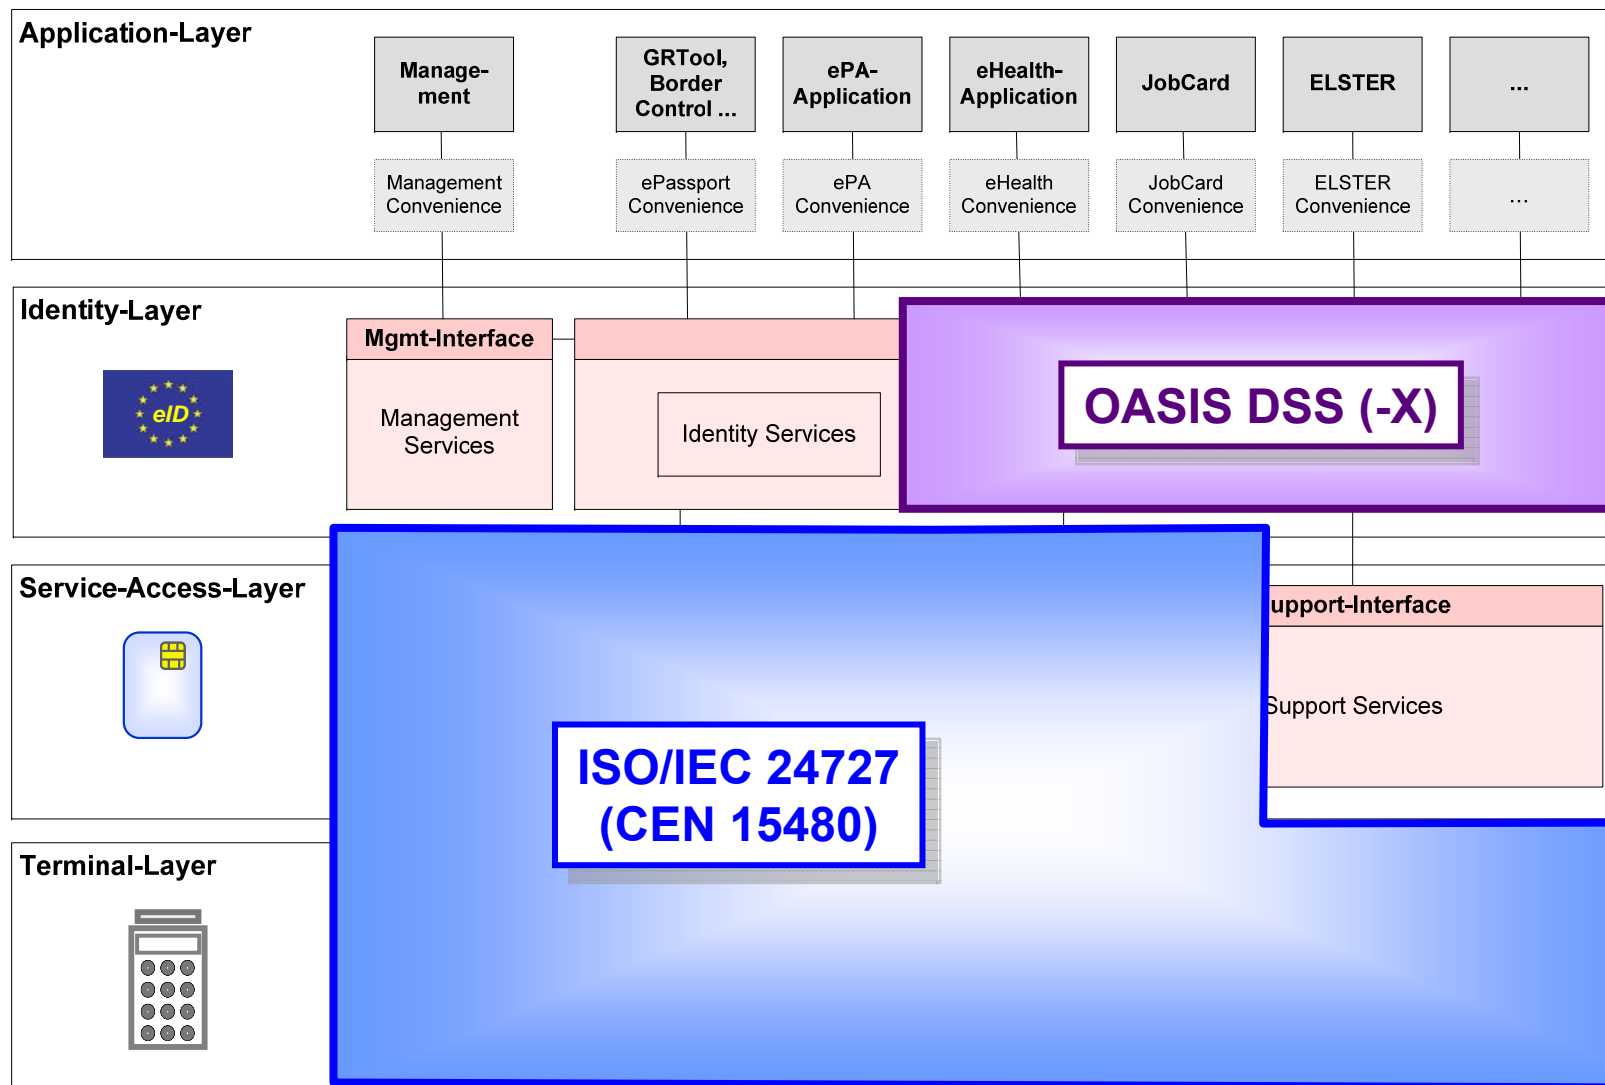 Application-Layer
Manage-
ment
GRTool,
Border
Control ...
ePA-
Application
eHealth-
Application
JobCard
ELSTER
...
Management
Convenience
ePassport
Convenience
ePA
Convenience
eHealth
Convenience
JobCard
Convenience
ELSTER
Convenience
...
Identity-Layer
eID
Mgmt-Interface
Management
Services
Identity Services
OASIS DSS (-X)
Service-Access-Layer
upport-Interface
Support Services
ISO/IEC 24727
(CEN 15480)
Terminal-Layer